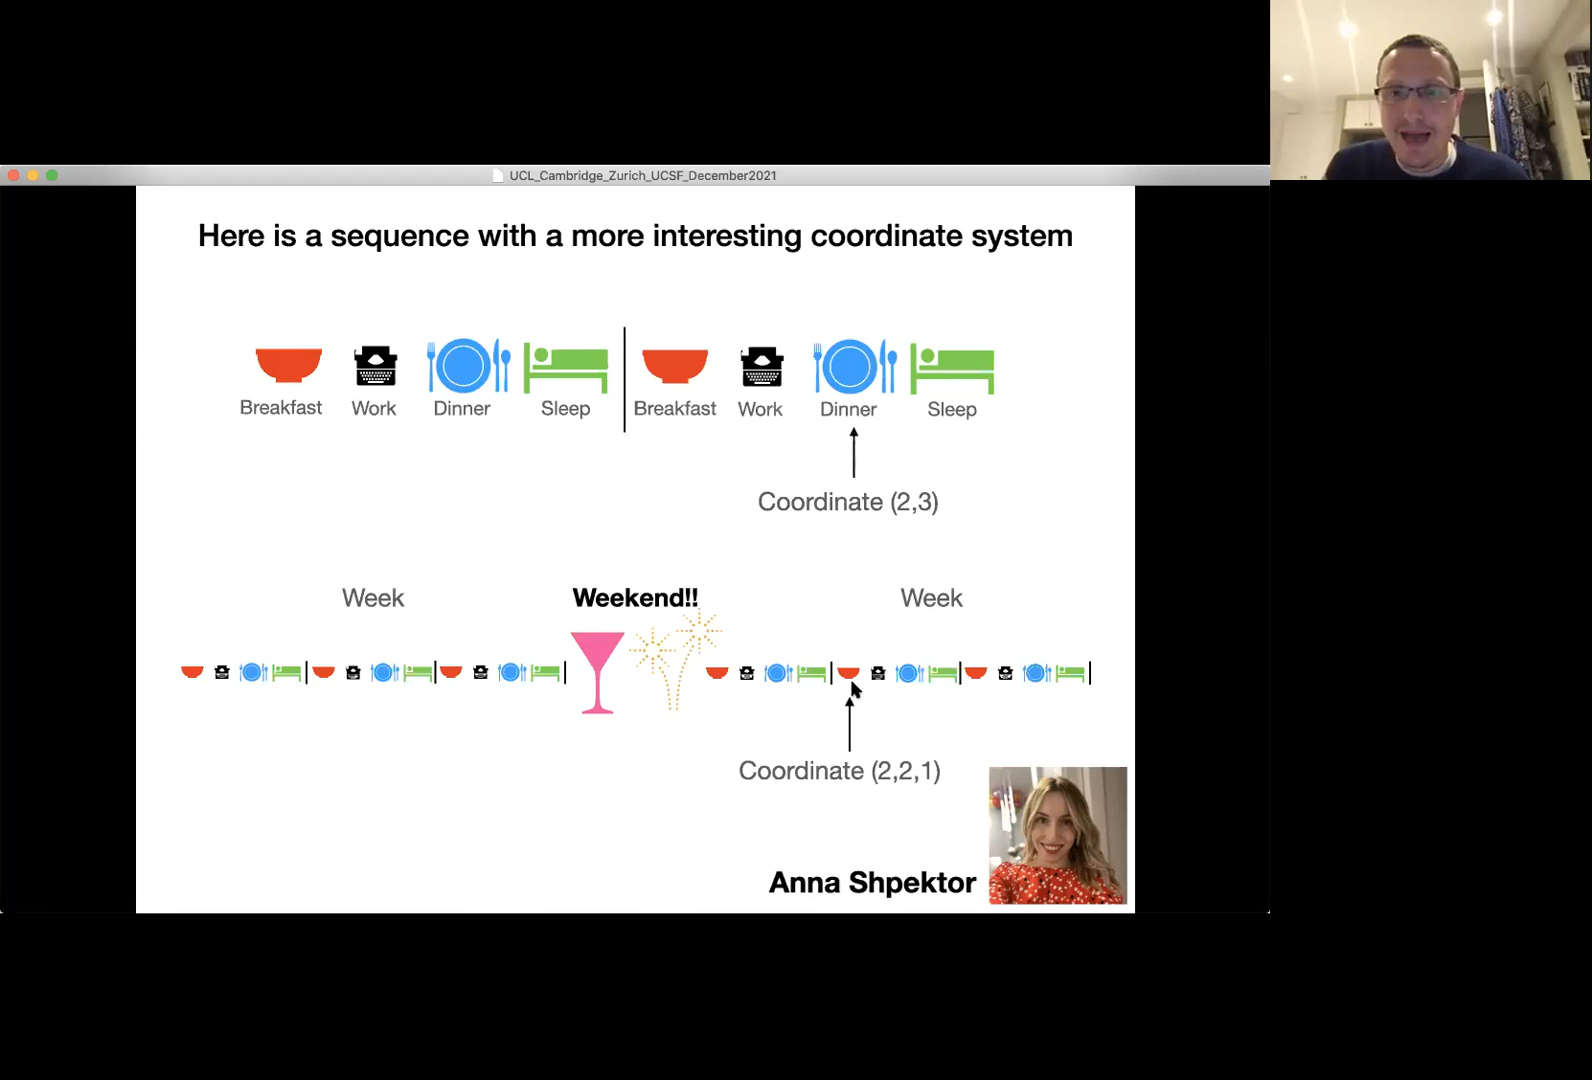 UCL_Cambridge_Zurich_UCSF_December2021
Here is a sequence with a more interesting coordinate system
Breakfast Work Dinner Sleep Breakfast Work Dinner Sleep
Coordinate (2,3)
Week Weekend!! Week
Coordinate (2,2,1)
Anna Shpektor